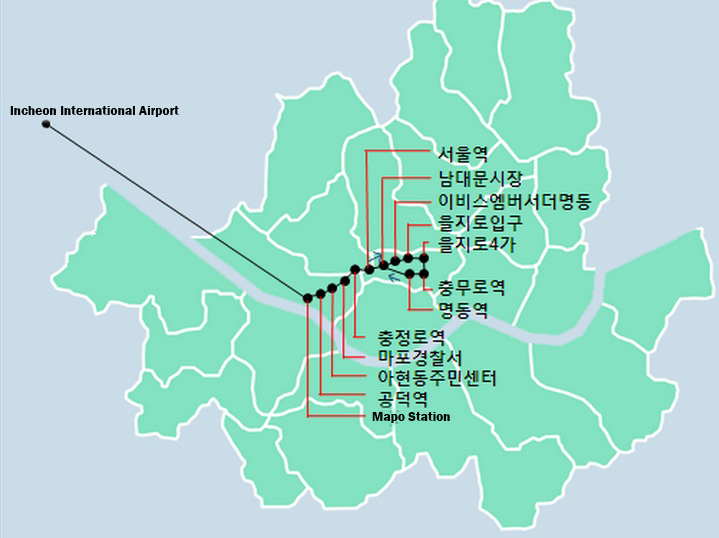 Incheon International Airport
서울역
남대문시장
이비스엠버서더명동
을지로입구
을지로4가
충무로역
명동역
충정로역
마포경찰서
아현동주민센터
공덕역
Mapo Station